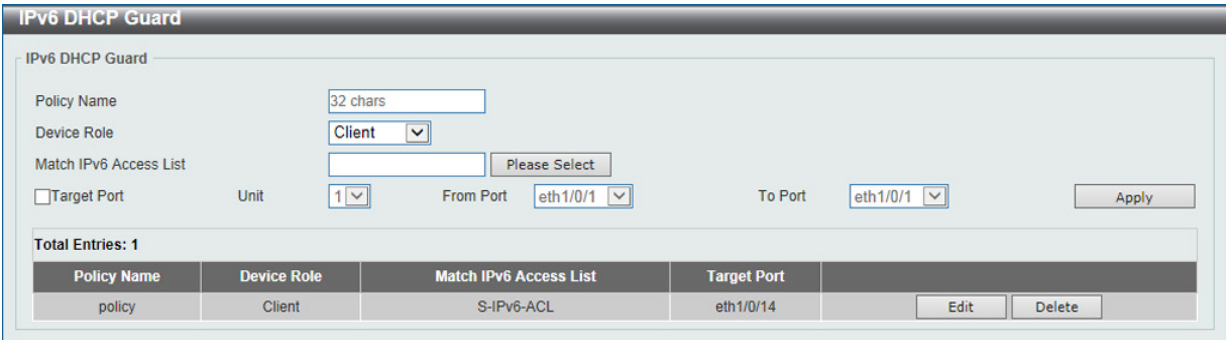 IPv6 DHCP Guard
IPv6 DHCP Guard
Policy Name 32 chars
Device Role Client
Match IPv6 Access List Please Select
Target Port Unit 1 From Port eth1/0/1 To Port eth1/0/1 Apply
Total Entries: 1
Policy Name Device Role Match IPv6 Access List Target Port
policy Client S-IPv6-ACL eth1/0/14 Edit Delete